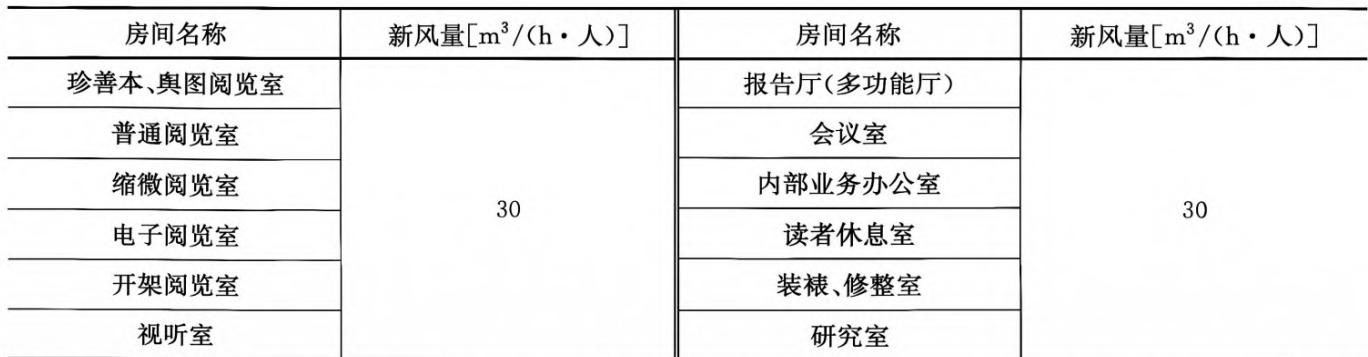 房间名称 新风量[m³/(h·人)] 房间名称 新风量[m³/(h·人)]
珍善本、舆图阅览室 报告厅(多功能厅)
普通阅览室 会议室
缩微阅览室 内部业务办公室
30 30
电子阅览室 读者休息室
开架阅览室 装裱、修整室
视听室 研究室